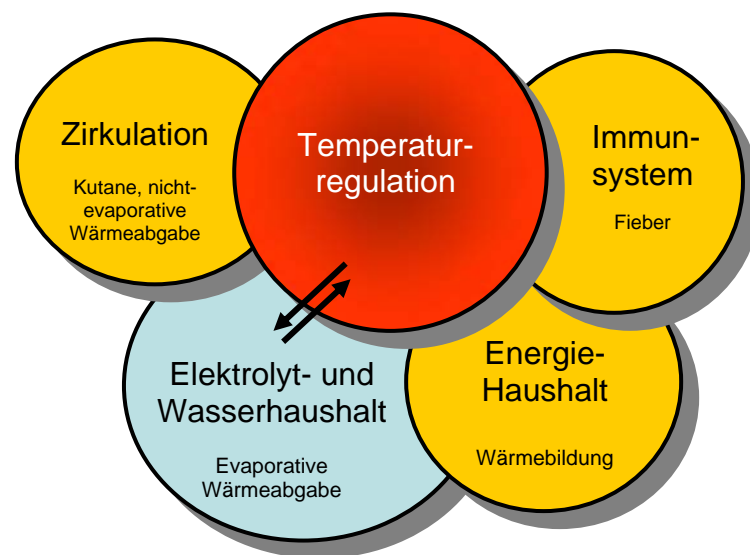 Zirkulation
Kutane, nicht-
evaporative
Wärmeabgabe
Temperatur-
regulation
Immun-
system
Fieber
Elektrolyt- und
Wasserhaushalt
Evaporative
Wärmeabgabe
Energie-
Haushalt
Wärmebildung